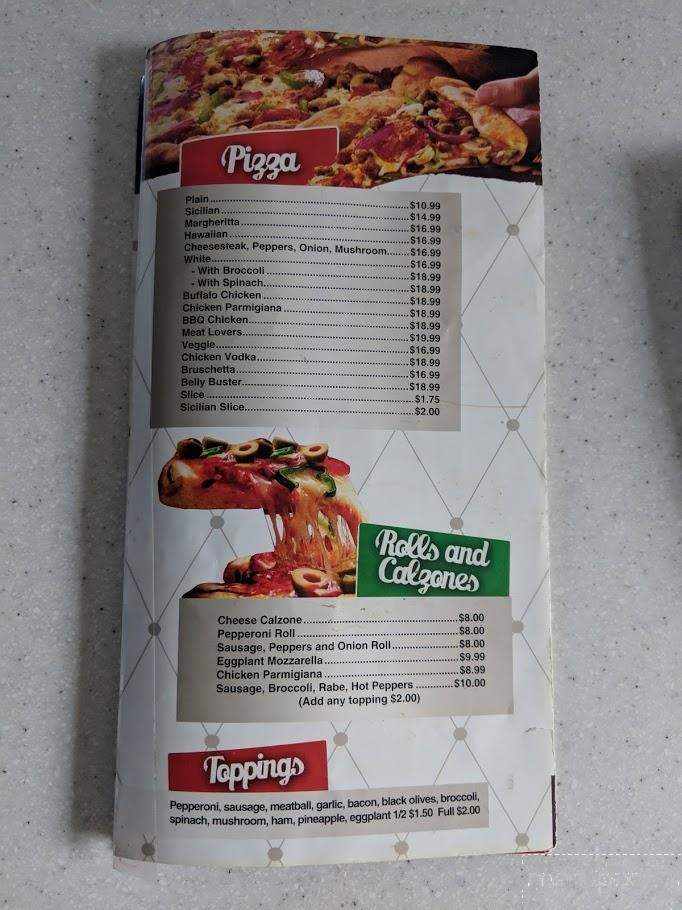 Pizza
Plain $10.99
Sicilian $14.99
Margheritta $16.99
Hawaiian $16.99
Cheesesteak, Peppers, Onion, Mushroom $16.99
White $16.99
- With Broccoli $18.99
- With Spinach $18.99
Buffalo Chicken $18.99
Chicken Parmigiana $18.99
BBQ Chicken $18.99
Meat Lovers $19.99
Veggie $16.99
Chicken Vodka $18.99
Bruschetta $16.99
Belly Buster $18.99
Slice $1.75
Sicilian Slice $2.00
Rolls and
Calzones
Cheese Calzone $8.00
Pepperoni Roll $8.00
Sausage, Peppers and Onion Roll $8.00
Eggplant Mozzarella $9.99
Chicken Parmigiana $8.99
Sausage, Broccoli, Rabe, Hot Peppers $10.00
(Add any topping $2.00)
Toppings
Pepperoni, sausage, meatball, garlic, bacon, black olives, broccoli,
spinach, mushroom, ham, pineapple, eggplant 1/2 $1.50 Full $2.00